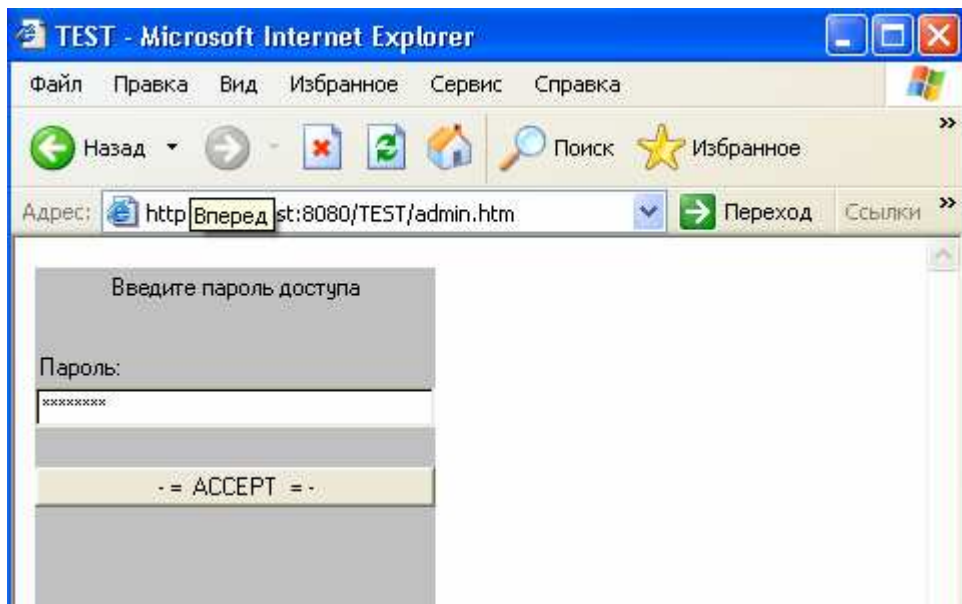 TEST - Microsoft Internet Explorer
Файл Правка Вид Избранное Сервис Справка
Назад Поиск Избранное »
Адрес: http Вперед st:8080/TEST/admin.htm Переход Ссылки »
Введите пароль доступа
Пароль:
********
- = ACCEPT = -